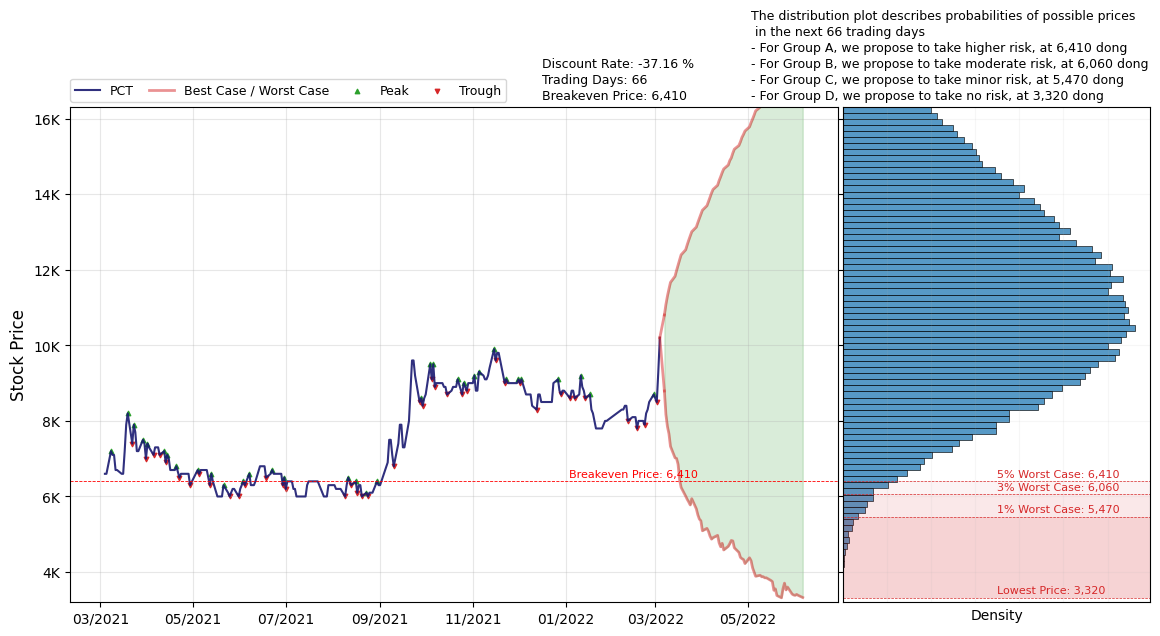 The distribution plot describes probabilities of possible prices
in the next 66 trading days
- For Group A, we propose to take higher risk, at 6,410 dong
- For Group B, we propose to take moderate risk, at 6,060 dong
- For Group C, we propose to take minor risk, at 5,470 dong
- For Group D, we propose to take no risk, at 3,320 dong
Discount Rate: -37.16 %
Trading Days: 66
Breakeven Price: 6,410
PCT
Best Case / Worst Case
Peak
Trough
Stock Price
16K
14K
12K
10K
8K
6K
4K
Breakeven Price: 6,410
5% Worst Case: 6,410
3% Worst Case: 6,060
1% Worst Case: 5,470
Lowest Price: 3,320
03/2021
05/2021
07/2021
09/2021
11/2021
01/2022
03/2022
05/2022
Density